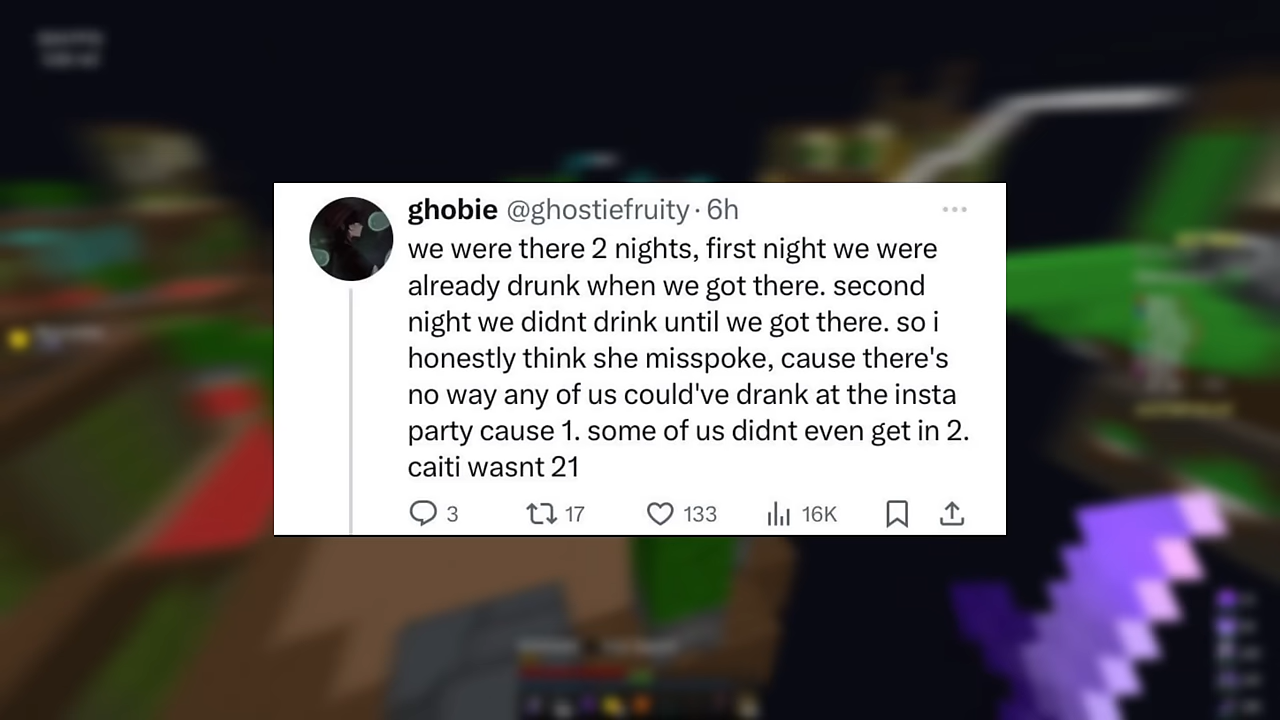 ghobie @ghostiefruity · 6h
we were there 2 nights, first night we were
already drunk when we got there. second
night we didnt drink until we got there. so i
honestly think she misspoke, cause there's
no way any of us could've drank at the insta
party cause 1. some of us didnt even get in 2.
caiti wasnt 21
3 17 133 16K